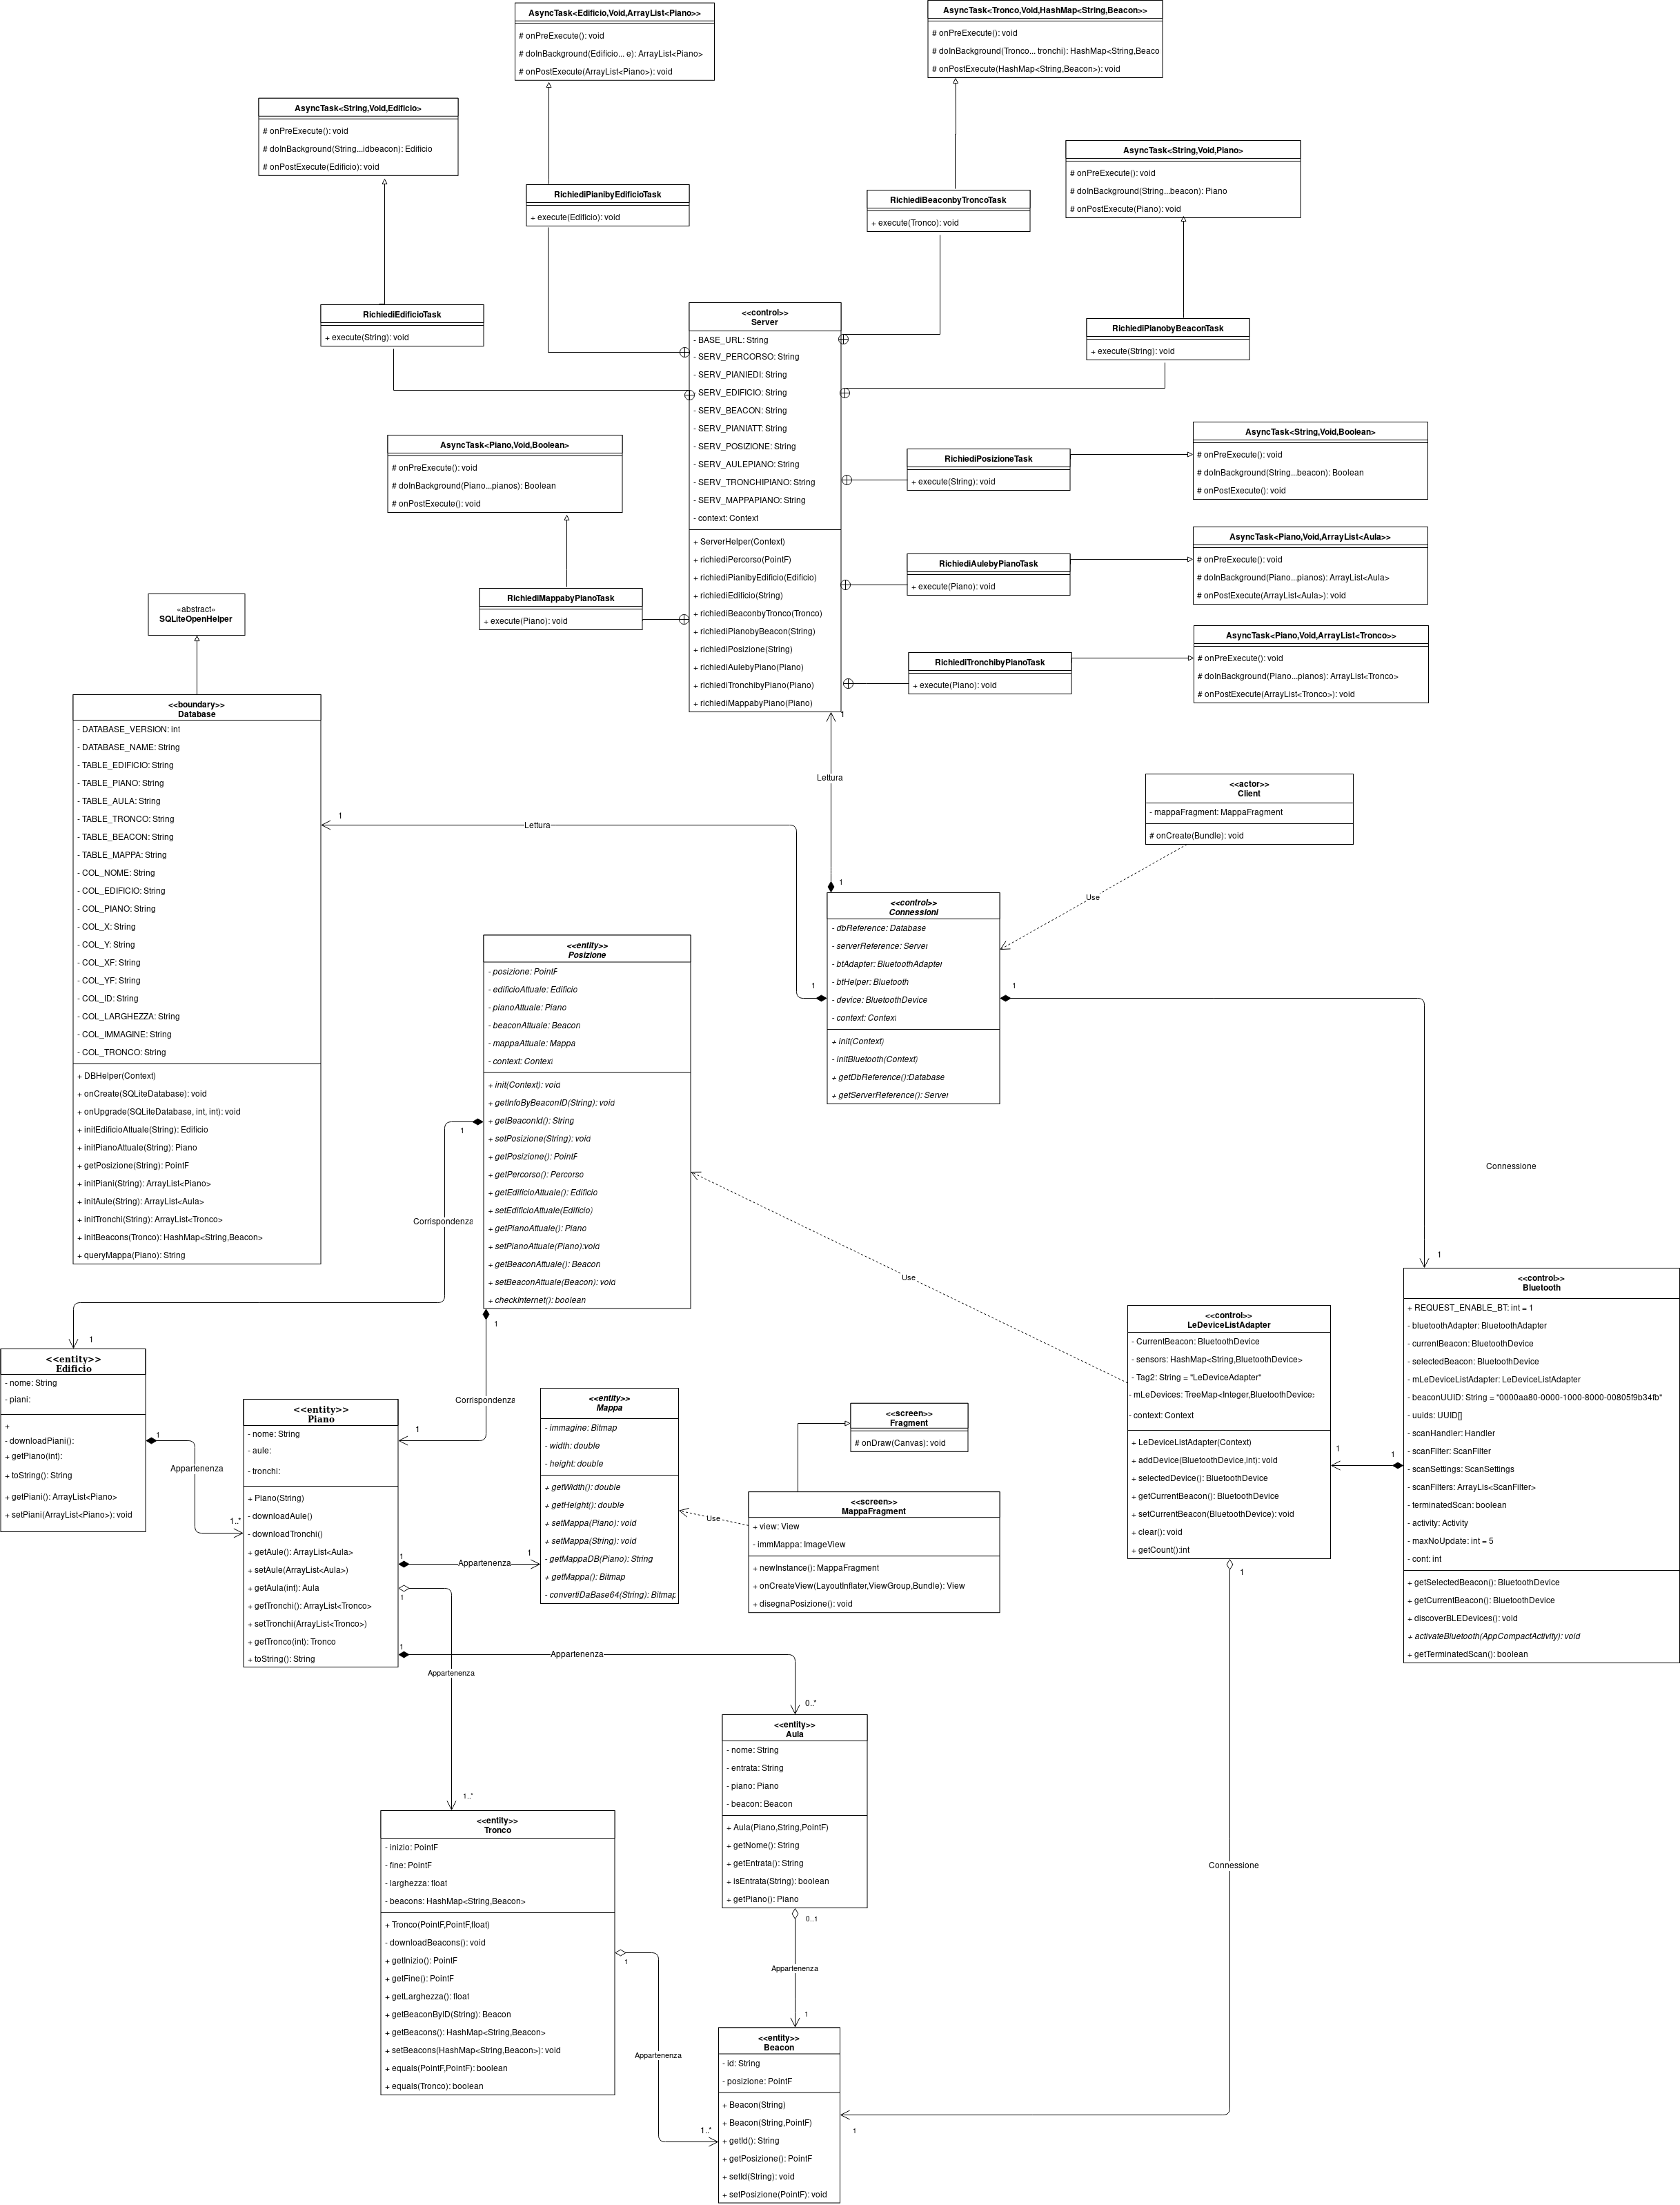 AsyncTask<Edificio,Void,ArrayList<Piano>>
# onPreExecute(): void
# doInBackground(Edificio... e): ArrayList<Piano>
# onPostExecute(ArrayList<Piano>): void
AsyncTask<Tronco,Void,HashMap<String,Beacon>>
# onPreExecute(): void
# doInBackground(Tronco... tronchi): HashMap<String,Beaco
# onPostExecute(HashMap<String,Beacon>): void
AsyncTask<String,Void,Edificio>
# onPreExecute(): void
# doInBackground(String...idbeacon): Edificio
# onPostExecute(Edificio): void
AsyncTask<String,Void,Piano>
# onPreExecute(): void
# doInBackground(String...beacon): Piano
# onPostExecute(Piano): void
RichiediPianibyEdificioTask
+ execute(Edificio): void
RichiediBeaconbyTroncoTask
+ execute(Tronco): void
RichiediEdificioTask
+ execute(String): void
RichiediPianobyBeaconTask
+ execute(String): void
<<control>>
Server
- BASE_URL: String
- SERV_PERCORSO: String
- SERV_PIANIEDI: String
SERV_EDIFICIO: String
- SERV_BEACON: String
- SERV_PIANIATT: String
- SERV_POSIZIONE: String
- SERV_AULEPIANO: String
- SERV_TRONCHIPIANO: String
- SERV_MAPPAPIANO: String
- context: Context
+ ServerHelper(Context)
+ richiediPercorso(PointF)
+ richiediPianibyEdificio(Edificio)
+ richiediEdificio(String)
+ richiediBeaconbyTronco(Tronco)
+ richiediPianobyBeacon(String)
+ richiediPosizione(String)
+ richiediAulebyPiano(Piano)
+ richiediTronchibyPiano(Piano)
+ richiediMappabyPiano(Piano)
AsyncTask<Piano,Void,Boolean>
# onPreExecute(): void
# doInBackground(Piano...pianos): Boolean
# onPostExecute(): void
RichiediMappabyPianoTask
+ execute(Piano): void
RichiediPosizioneTask
+ execute(String): void
AsyncTask<String,Void,Boolean>
# onPreExecute(): void
# doInBackground(String...beacon): Boolean
# onPostExecute(): void
RichiediAulebyPianoTask
+ execute(Piano): void
AsyncTask<Piano,Void,ArrayList<Aula>>
# onPreExecute(): void
# doInBackground(Piano...pianos): ArrayList<Aula>
# onPostExecute(ArrayList<Aula>): void
RichiediTronchibyPianoTask
+ execute(Piano): void
AsyncTask<Piano,Void,ArrayList<Tronco>>
# onPreExecute(): void
# doInBackground(Piano...pianos): ArrayList<Tronco>
# onPostExecute(ArrayList<Tronco>): void
«abstract»
SQLiteOpenHelper
<<boundary>>
Database
- DATABASE_VERSION: int
- DATABASE_NAME: String
- TABLE_EDIFICIO: String
- TABLE_PIANO: String
- TABLE_AULA: String
- TABLE_TRONCO: String
- TABLE_BEACON: String
- TABLE_MAPPA: String
- COL_NOME: String
- COL_EDIFICIO: String
- COL_PIANO: String
- COL_X: String
- COL_Y: String
- COL_XF: String
- COL_YF: String
- COL_ID: String
- COL_LARGHEZZA: String
- COL_IMMAGINE: String
- COL_TRONCO: String
+ DBHelper(Context)
+ onCreate(SQLiteDatabase): void
+ onUpgrade(SQLiteDatabase, int, int): void
+ initEdificioAttuale(String): Edificio
+ initPianoAttuale(String): Piano
+ getPosizione(String): PointF
+ initPiani(String): ArrayList<Piano>
+ initAule(String): ArrayList<Aula>
+ initTronchi(String): ArrayList<Tronco>
+ initBeacons(Tronco): HashMap<String,Beacon>
+ queryMappa(Piano): String
1
Lettura
1
1
Lettura
1
<<actor>>
Client
- mappaFragment: MappaFragment
# onCreate(Bundle): void
Use
<<control>>
Connessioni
- dbReference: Database
- serverReference: Server
- btAdapter: BluetoothAdapter
- btHelper: Bluetooth
- device: BluetoothDevice
- context: Context
+ init(Context)
- initBluetooth(Context)
+ getDbReference():Database
+ getServerReference(): Server
1
Connessione
1
<<entity>>
Posizione
- posizione: PointF
- edificioAttuale: Edificio
- pianoAttuale: Piano
- beaconAttuale: Beacon
- mappaAttuale: Mappa
- context: Context
+ init(Context): void
+ getInfoByBeaconID(String): void
+ getBeaconId(): String
+ setPosizione(String): void
+ getPosizione(): PointF
+ getPercorso(): Percorso
+ getEdificioAttuale(): Edificio
+ setEdificioAttuale(Edificio)
+ getPianoAttuale(): Piano
+ setPianoAttuale(Piano):void
+ getBeaconAttuale(): Beacon
+ setBeaconAttuale(Beacon): void
+ checkInternet(): boolean
1
Corrispondenza
1
1
Corrispondenza
1
Use
<<control>>
Bluetooth
+ REQUEST_ENABLE_BT: int = 1
- bluetoothAdapter: BluetoothAdapter
- currentBeacon: BluetoothDevice
- selectedBeacon: BluetoothDevice
- mLeDeviceListAdapter: LeDeviceListAdapter
- beaconUUID: String = "0000aa80-0000-1000-8000-00805f9b34fb"
- uuids: UUID[]
- scanHandler: Handler
- scanFilter: ScanFilter
- scanSettings: ScanSettings
- scanFilters: ArrayLis<ScanFilter>
- terminatedScan: boolean
- activity: Activity
- maxNoUpdate: int = 5
- cont: int
+ getSelectedBeacon(): BluetoothDevice
+ getCurrentBeacon(): BluetoothDevice
+ discoverBLEDevices(): void
+ activateBluetooth(AppCompactActivity): void
+ getTerminatedScan(): boolean
<<control>>
LeDeviceListAdapter
- CurrentBeacon: BluetoothDevice
- sensors: HashMap<String,BluetoothDevice>
- Tag2: String = "LeDeviceAdapter"
- mLeDevices: TreeMap<Integer,BluetoothDevice>
- context: Context
+ LeDeviceListAdapter(Context)
+ addDevice(BluetoothDevice,int): void
+ selectedDevice(): BluetoothDevice
+ getCurrentBeacon(): BluetoothDevice
+ setCurrentBeacon(BluetoothDevice): void
+ clear(): void
+ getCount():int
1
1
1
Connessione
1
<<entity>>
Edificio
- nome: String
- piani:
+
- downloadPiani():
+ getPiano(int):
+ toString(): String
+ getPiani(): ArrayList<Piano>
+ setPiani(ArrayList<Piano>): void
1
Appartenenza
1..*
<<entity>>
Piano
- nome: String
- aule:
- tronchi:
+ Piano(String)
- downloadAule()
- downloadTronchi()
+ getAule(): ArrayList<Aula>
+ setAule(ArrayList<Aula>)
+ getAula(int): Aula
+ getTronchi(): ArrayList<Tronco>
+ setTronchi(ArrayList<Tronco>)
+ getTronco(int): Tronco
+ toString(): String
1
Appartenenza
1
1
Appartenenza
1..*
1
Appartenenza
0..*
<<entity>>
Mappa
- immagine: Bitmap
- width: double
- height: double
+ getWidth(): double
+ getHeight(): double
+ setMappa(Piano): void
+ setMappa(String): void
- getMappaDB(Piano): String
+ getMappa(): Bitmap
- convertiDaBase64(String): Bitmap
Use
<<screen>>
Fragment
# onDraw(Canvas): void
<<screen>>
MappaFragment
+ view: View
- immMappa: ImageView
+ newInstance(): MappaFragment
+ onCreateView(LayoutInflater,ViewGroup,Bundle): View
+ disegnaPosizione(): void
<<entity>>
Aula
- nome: String
- entrata: String
- piano: Piano
- beacon: Beacon
+ Aula(Piano,String,PointF)
+ getNome(): String
+ getEntrata(): String
+ isEntrata(String): boolean
+ getPiano(): Piano
0..1
Appartenenza
1
<<entity>>
Tronco
- inizio: PointF
- fine: PointF
- larghezza: float
- beacons: HashMap<String,Beacon>
+ Tronco(PointF,PointF,float)
- downloadBeacons(): void
+ getInizio(): PointF
+ getFine(): PointF
+ getLarghezza(): float
+ getBeaconByID(String): Beacon
+ getBeacons(): HashMap<String,Beacon>
+ setBeacons(HashMap<String,Beacon>): void
+ equals(PointF,PointF): boolean
+ equals(Tronco): boolean
1
Appartenenza
1..*
<<entity>>
Beacon
- id: String
- posizione: PointF
+ Beacon(String)
+ Beacon(String,PointF)
+ getId(): String
+ getPosizione(): PointF
+ setId(String): void
+ setPosizione(PointF): void